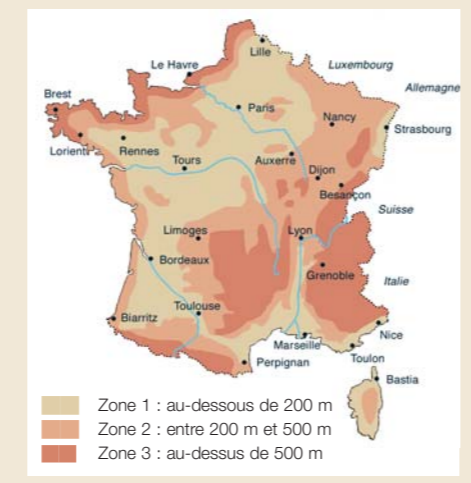 Lille
Le Havre
Luxembourg
Allemagne
Brest
Paris
Nancy
Strasbourg
Lorient
Rennes
Tours
Auxerre
Dijon
Besançon
Suisse
Limoges
Lyon
Bordeaux
Grenoble
Italie
Biarritz
Toulouse
Nice
Marseille
Toulon
Perpignan
Bastia
Zone 1 : au-dessous de 200 m
Zone 2 : entre 200 m et 500 m
Zone 3 : au-dessus de 500 m